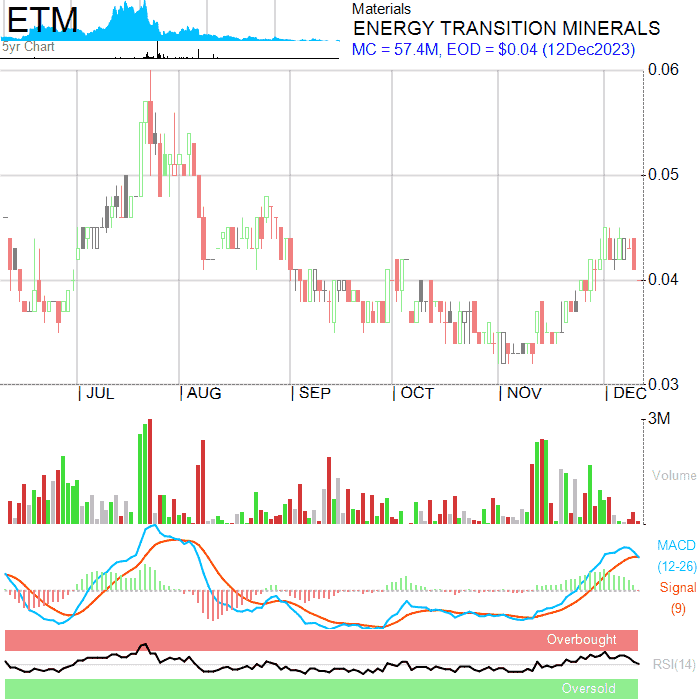 ETM
5yr Chart
Materials
ENERGY TRANSITION MINERALS
MC = 57.4M, EOD = $0.04 (12Dec2023)
0.06
0.05
0.04
0.03
| JUL | AUG | SEP | OCT | NOV | DEC
3M
Volume
MACD
(12-26)
Signal
(9)
Overbought
RSI(14)
Oversold